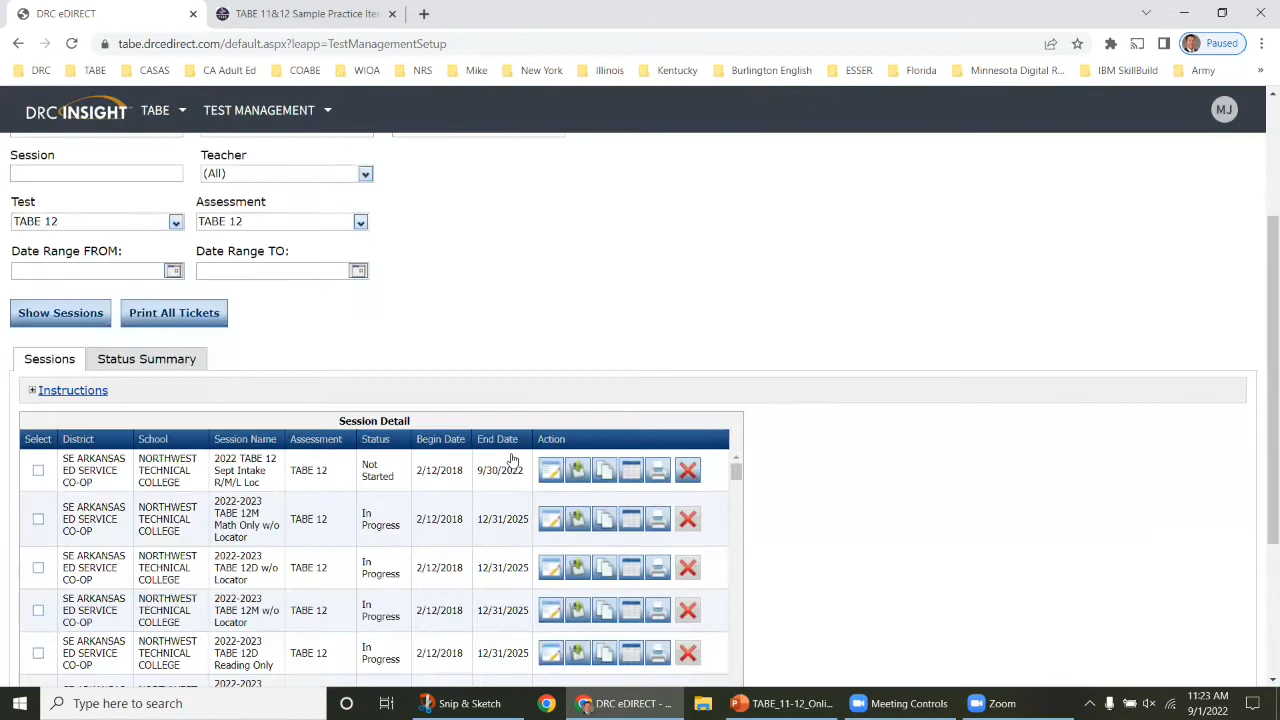 DRC eDIRECT
TABE 11&12 Sample Practice Iter
tabe.drcedirect.com/default.aspx?leapp=TestManagementSetup
Paused
DRC
TABE
CASAS
CA Adult Ed
COABE
WIOA
NRS
Mike
New York
Illinois
Kentucky
Burlington English
ESSER
Florida
Minnesota Digital R...
IBM SkillBuild
Army
»
DRC INSIGHT
TABE
TEST MANAGEMENT
MJ
Session
Teacher
(All)
Test
Assessment
TABE 12
TABE 12
Date Range FROM:
Date Range TO:
Show Sessions
Print All Tickets
Sessions
Status Summary
Instructions
Session Detail
Select
District
School
Session Name
Assessment
Status
Begin Date
End Date
Action
SE ARKANSAS
ED SERVICE
CO-OP
NORTHWEST
TECHNICAL
COLLEGE
2022 TABE 12
Sept Intake
R/M/L Loc
TABE 12
Not
Started
2/12/2018
9/30/2022
SE ARKANSAS
ED SERVICE
CO-OP
NORTHWEST
TECHNICAL
COLLEGE
2022-2023
TABE 12M
Math Only w/o
Locator
TABE 12
In
Progress
2/12/2018
12/31/2025
SE ARKANSAS
ED SERVICE
CO-OP
NORTHWEST
TECHNICAL
COLLEGE
2022-2023
TABE 12D w/o
Locator
TABE 12
In
Progress
2/12/2018
12/31/2025
SE ARKANSAS
ED SERVICE
CO-OP
NORTHWEST
TECHNICAL
COLLEGE
2022-2023
TABE 12M w/o
Locator
TABE 12
In
Progress
2/12/2018
12/31/2025
SE ARKANSAS
ED SERVICE
CO-OP
NORTHWEST
TECHNICAL
COLLEGE
2022-2023
TABE 12D
Reading Only
TABE 12
In
Progress
2/12/2018
12/31/2025
2022-2023
Type here to search
Snip & Sketch
DRC eDIRECT - ...
TABE_11-12_Onli...
Meeting Controls
Zoom
11:23 AM
9/1/2022